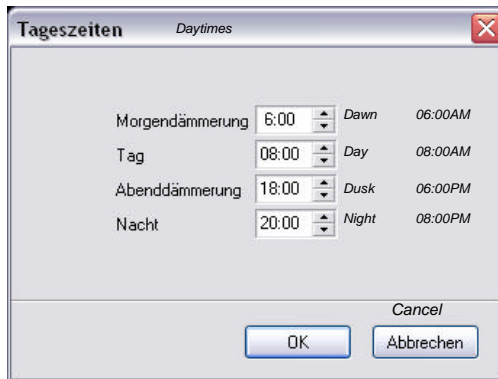 Tageszeiten Daytimes
Morgendämmerung 6:00 Dawn 06:00AM
Tag 08:00 Day 08:00AM
Abenddämmerung 18:00 Dusk 06:00PM
Nacht 20:00 Night 08:00PM
Cancel
OK Abbrechen